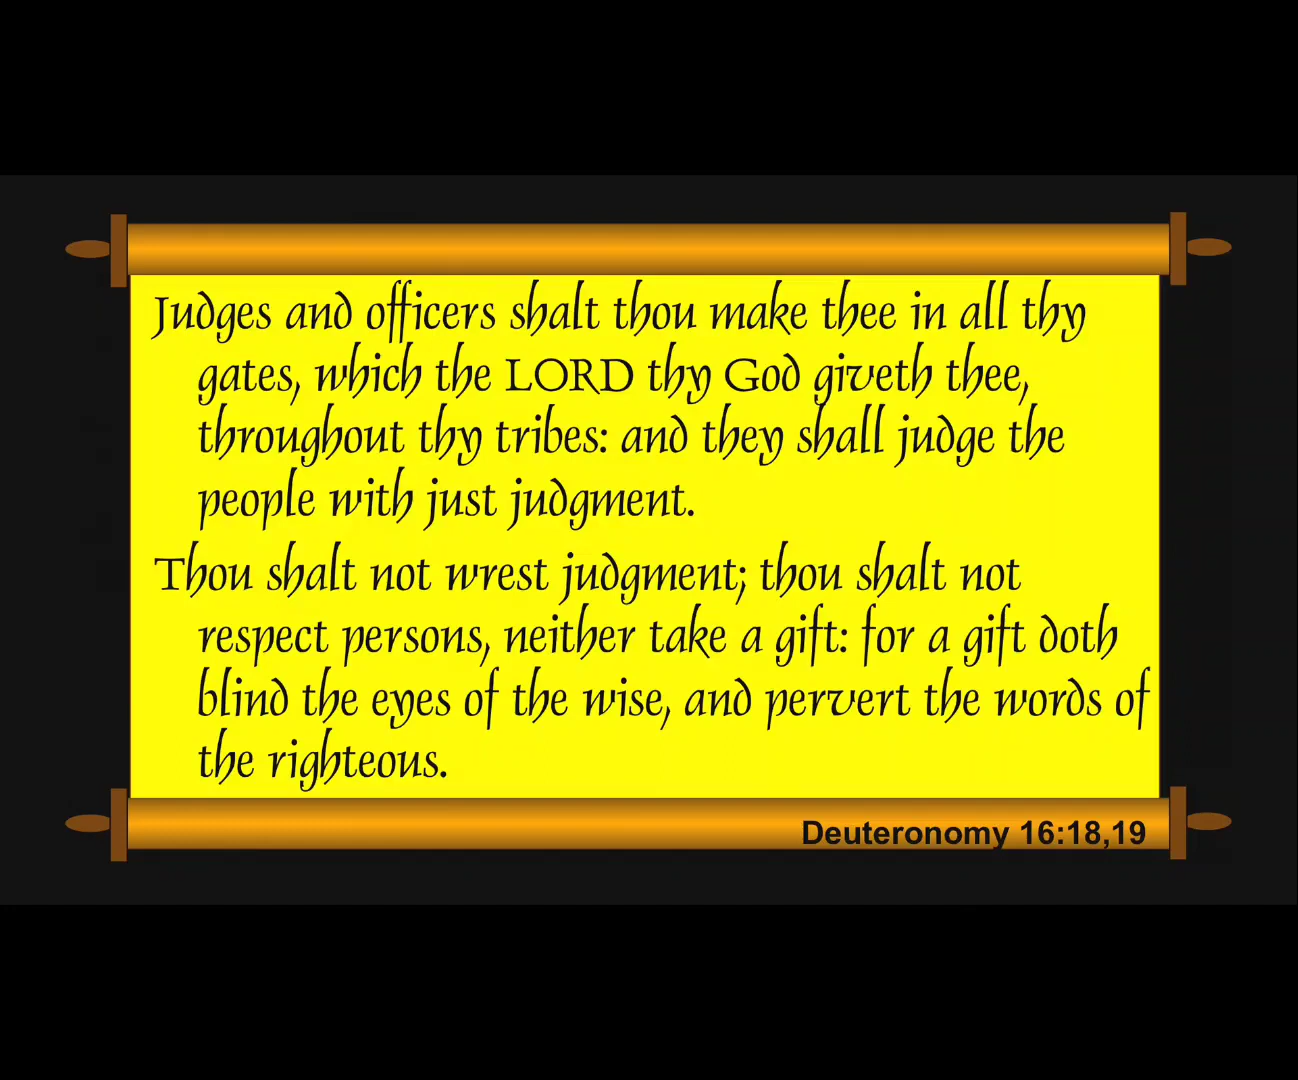 Judges and officers shalt thou make thee in all thy
gates, which the LORD thy God giveth thee,
throughout thy tribes: and they shall judge the
people with just judgment.
Thou shalt not wrest judgment; thou shalt not
respect persons, neither take a gift: for a gift doth
blind the eyes of the wise, and pervert the words of
the righteous.
Deuteronomy 16:18,19